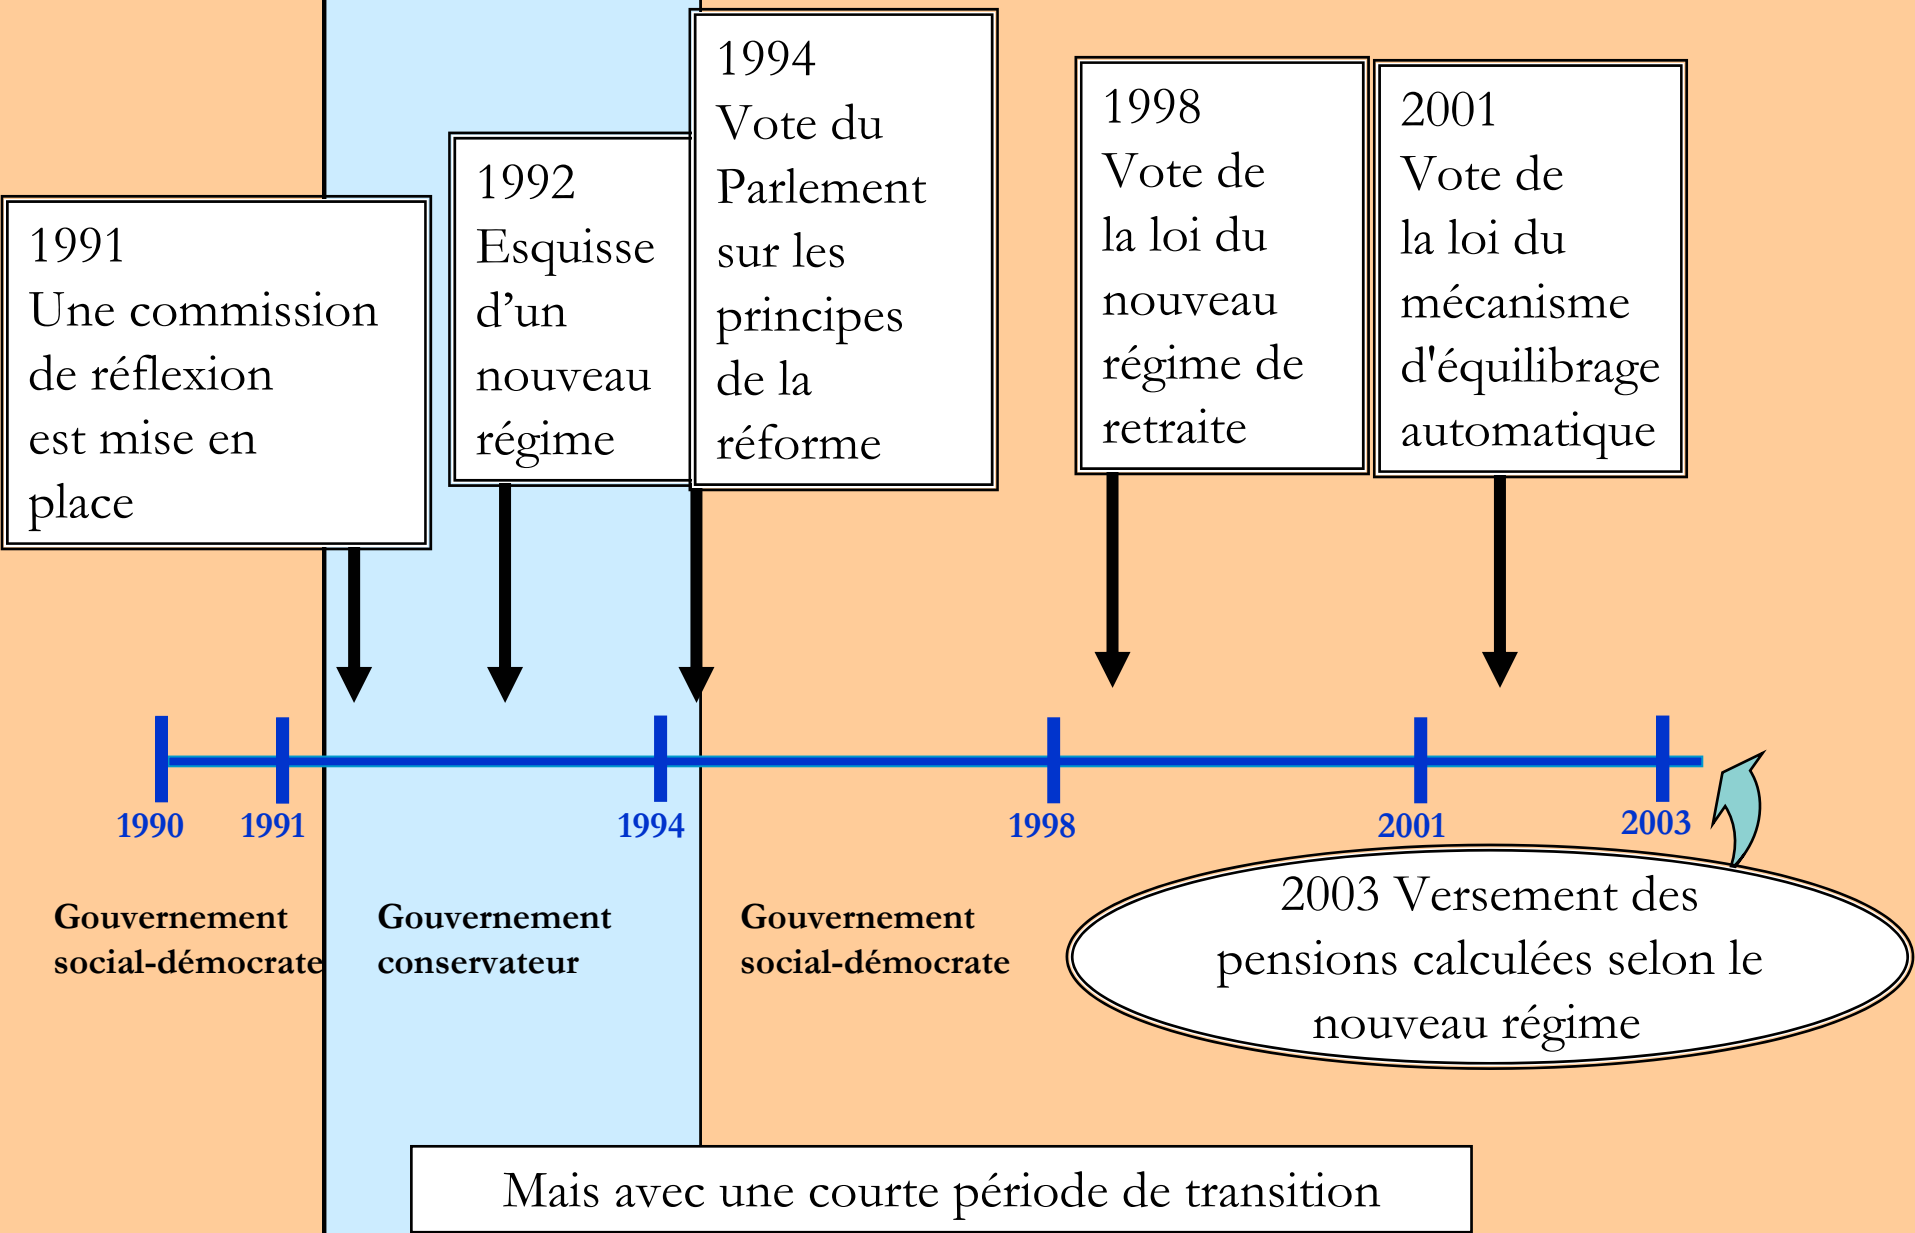 1991
Une commission
de réflexion
est mise en
place
1992
Esquisse
d’un
nouveau
régime
1994
Vote du
Parlement
sur les
principes
de la
réforme
1998
Vote de
la loi du
nouveau
régime de
retraite
2001
Vote de
la loi du
mécanisme
d'équilibrage
automatique
1990
1991
1994
1998
2001
2003
Gouvernement
social-démocrate
Gouvernement
conservateur
Gouvernement
social-démocrate
2003 Versement des
pensions calculées selon le
nouveau régime
Mais avec une courte période de transition